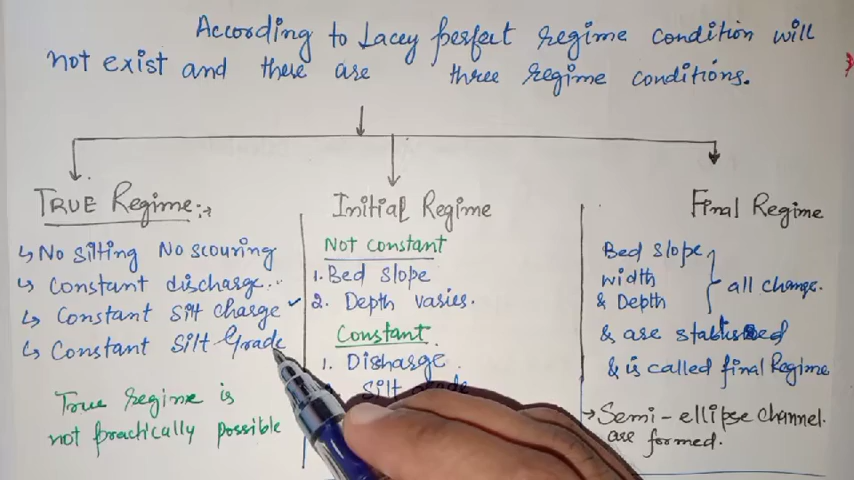 According to Lacey perfect regime condition will
not exist and there are three regime conditions.
TRUE Regime:→
↳ No silting No scouring
↳ Constant discharge..
↳ Constant Silt charge ✓
↳ Constant Silt Grade
True regime is
not practically possible
Initial Regime
Not constant
1. Bed slope
2. Depth varies.
Constant
1. Disharge
Silt grade
Final Regime
Bed slope
width
& Depth
all change.
& are
& is called final Regime
→ Semi-ellipse channel
are formed.